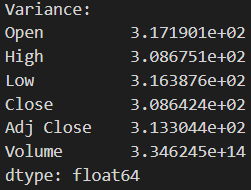 Variance:
Open         3.171901e+02
High         3.086751e+02
Low          3.163876e+02
Close        3.086424e+02
Adj Close    3.133044e+02
Volume       3.346245e+14
dtype: float64